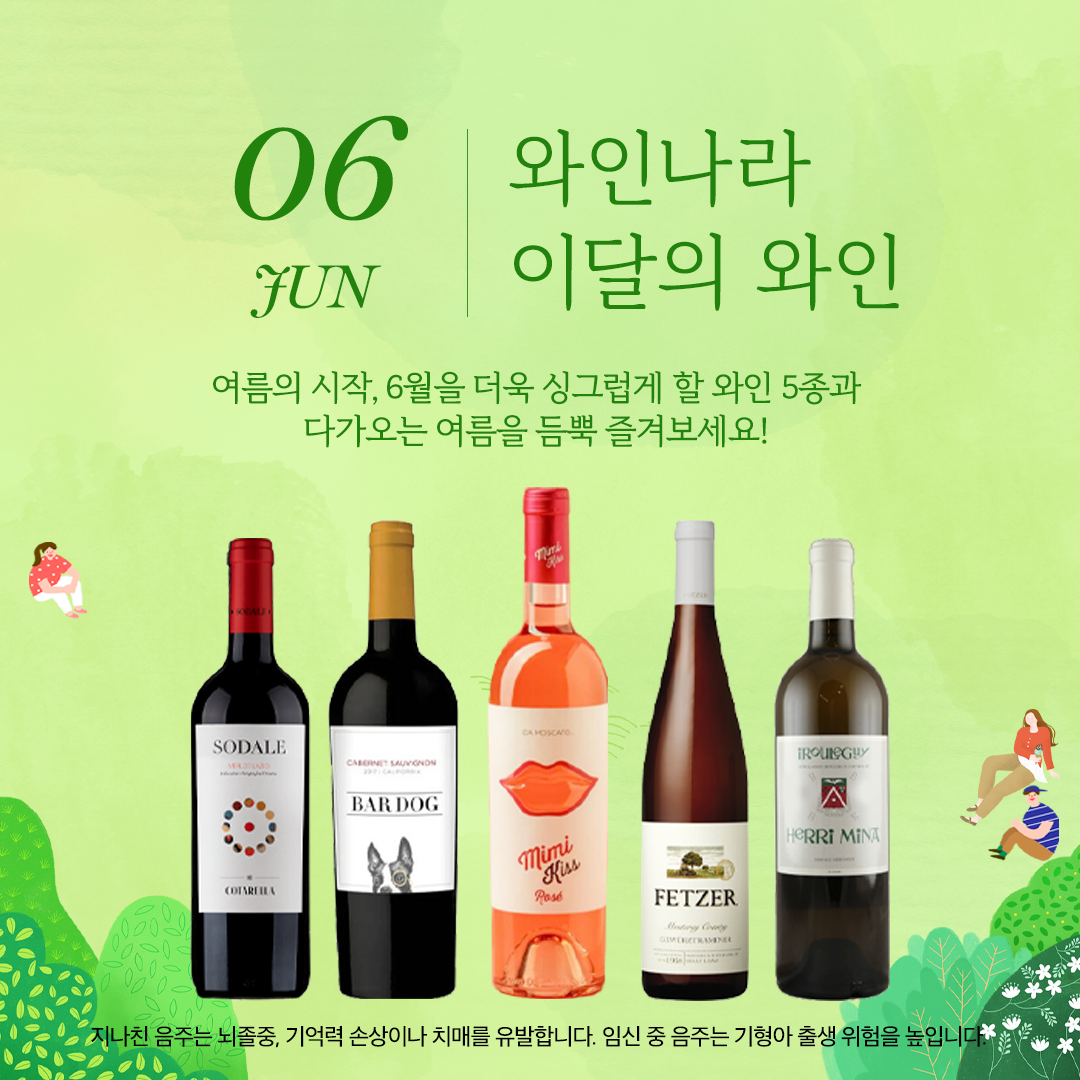 06
JUN
와인나라
이달의 와인
여름의 시작, 6월을 더욱 싱그럽게 할 와인 5종과
다가오는 여름을 듬뿍 즐겨보세요!
SODALE
SODALE
COTARELLA
CABERNET SAUVIGNON
2017 | CALIFORNIA
BAR DOG
Mimi
Kiss
CA MOSCATO
Mimi
Kiss
Rosé
FETZER
FETZER
Monterey County
GEWÜRZTRAMINER
IROULEGUY
HERRI MINA
지나친 음주는 뇌졸중, 기억력 손상이나 치매를 유발합니다. 임신 중 음주는 기형아 출생 위험을 높입니다.